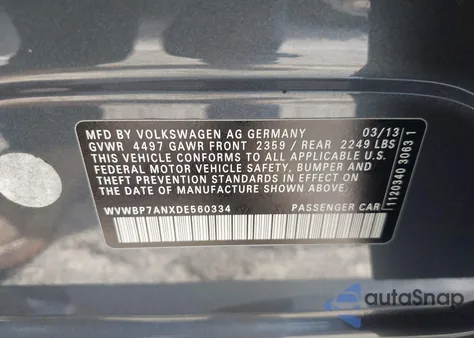 MFD BY VOLKSWAGEN AG GERMANY 03/13
GVWR 4497 GAWR FRONT 2359 / REAR 2249 LBS
THIS VEHICLE CONFORMS TO ALL APPLICABLE U.S.
FEDERAL MOTOR VEHICLE SAFETY, BUMPER AND
THEFT PREVENTION STANDARDS IN EFFECT ON THE
DATE OF MANUFACTURE SHOWN ABOVE.
WVWBP7ANXDE560334 PASSENGER CAR
1120340 3063 1
autoSnap